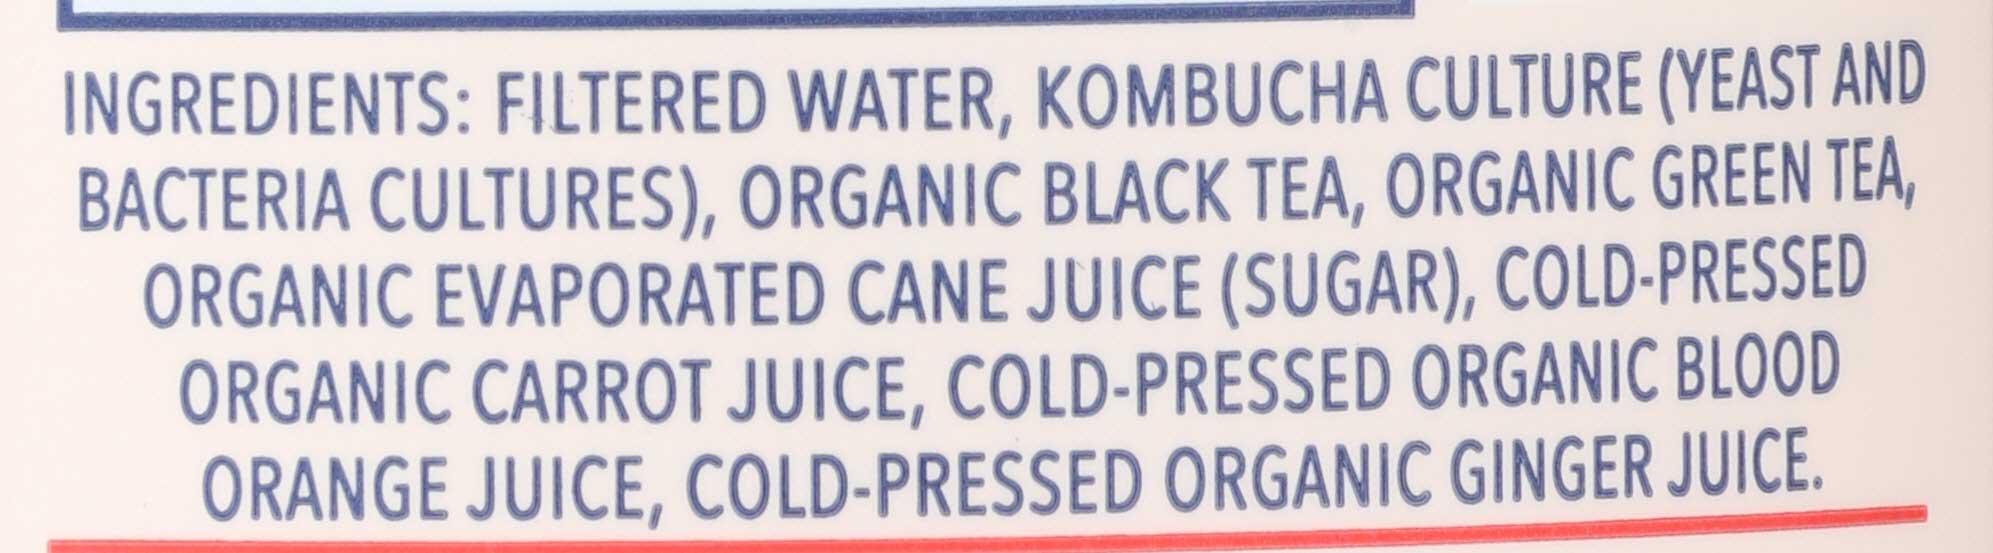 INGREDIENTS: FILTERED WATER, KOMBUCHA CULTURE (YEAST AND
BACTERIA CULTURES), ORGANIC BLACK TEA, ORGANIC GREEN TEA,
ORGANIC EVAPORATED CANE JUICE (SUGAR), COLD-PRESSED
ORGANIC CARROT JUICE, COLD-PRESSED ORGANIC BLOOD
ORANGE JUICE, COLD-PRESSED ORGANIC GINGER JUICE.